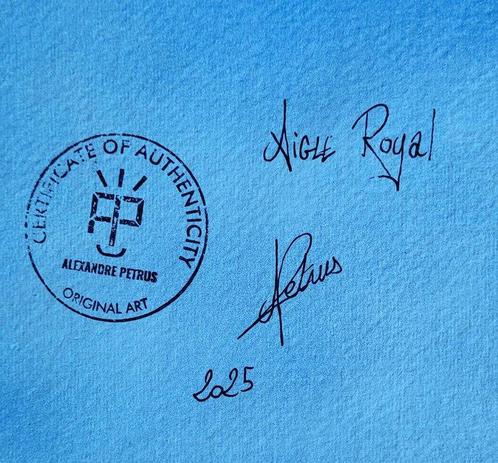 Aigle Royal
CERTIFICATE OF AUTHENTICITY
AP
ALEXANDRE PETRUS
ORIGINAL ART
Petrus
2025